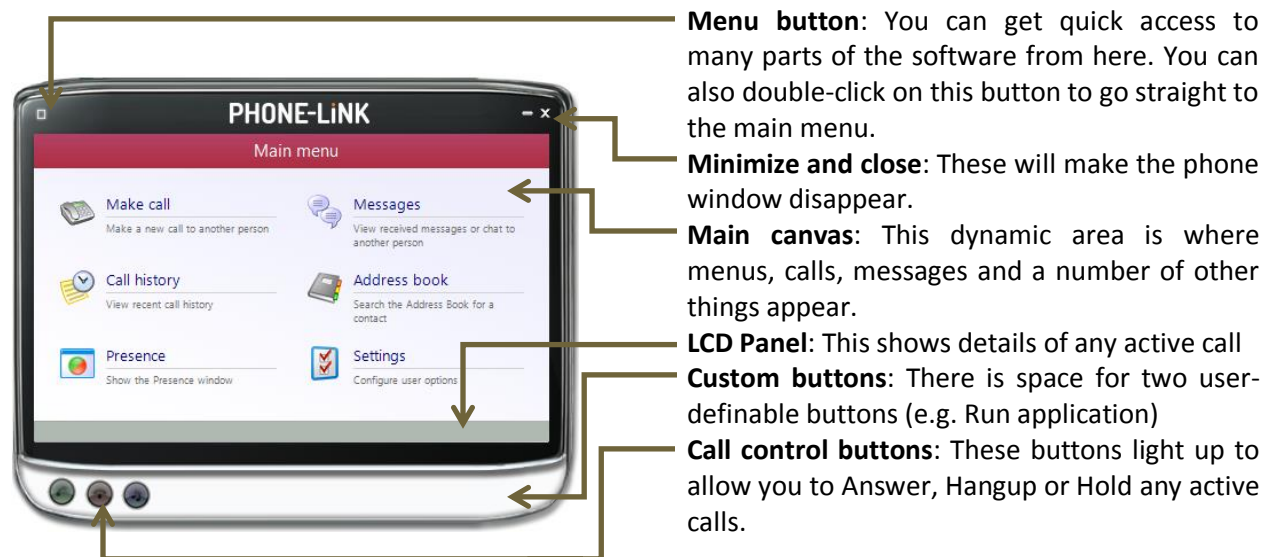 PHONE-LiNK
Main menu
Make call
Make a new call to another person
Messages
View received messages or chat to
another person
Call history
View recent call history
Address book
Search the Address Book for a
contact
Presence
Show the Presence window
Settings
Configure user options
Menu button: You can get quick access to
many parts of the software from here. You can
also double-click on this button to go straight to
the main menu.
Minimize and close: These will make the phone
window disappear.
Main canvas: This dynamic area is where
menus, calls, messages and a number of other
things appear.
LCD Panel: This shows details of any active call
Custom buttons: There is space for two user-
definable buttons (e.g. Run application)
Call control buttons: These buttons light up to
allow you to Answer, Hangup or Hold any active
calls.